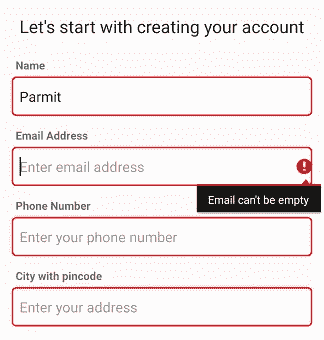 Let's start with creating your account
Name
Parmit
Email Address
Enter email address
Email can't be empty
Phone Number
Enter your phone number
City with pincode
Enter your address